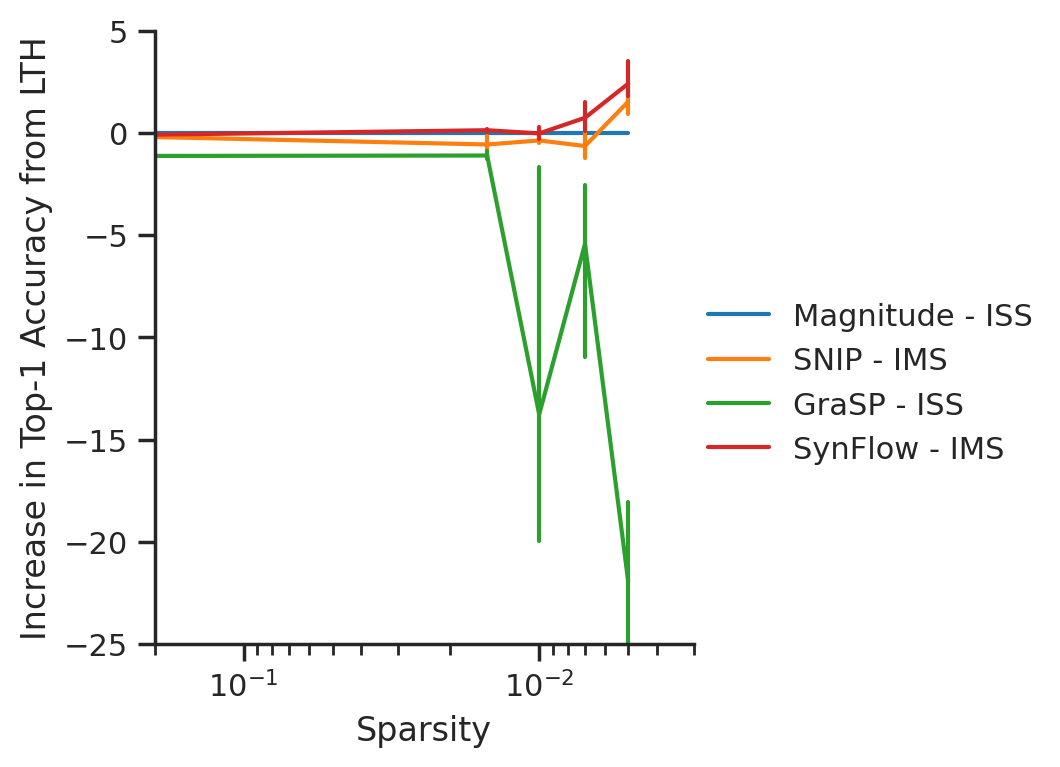 Increase in Top-1 Accuracy from LTH
5
0
−5
−10
−15
−20
−25
10⁻¹
10⁻²
Sparsity
Magnitude - ISS
SNIP - IMS
GraSP - ISS
SynFlow - IMS